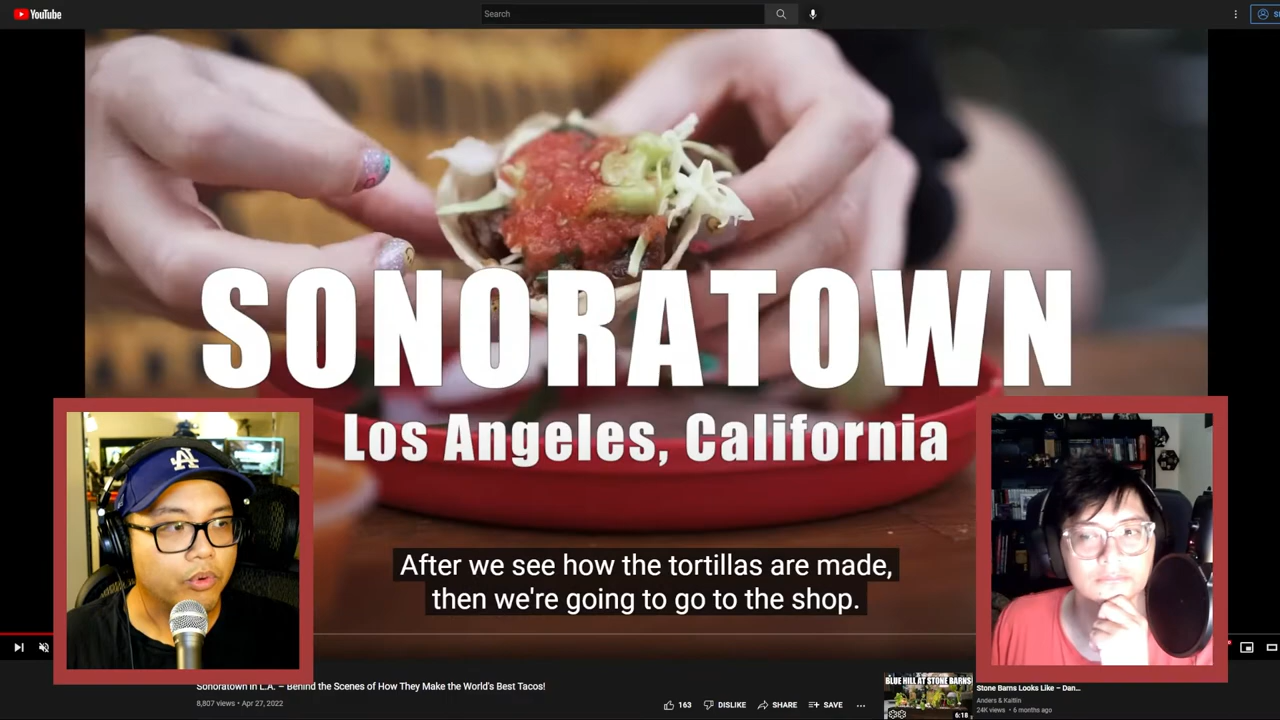 YouTube
Search
SONORATOWN
Los Angeles, California
LA
After we see how the tortillas are made,
then we're going to go to the shop.
Sonoratown in L.A. – Behind the Scenes of How They Make the World's Best Tacos!
8,807 views • Apr 27, 2022
163 DISLIKE SHARE SAVE
BLUE HILL AT STONE BARNS
6:18
Stone Barns Looks Like – Dan...
Anders & Kaitlin
24K views • 6 months ago